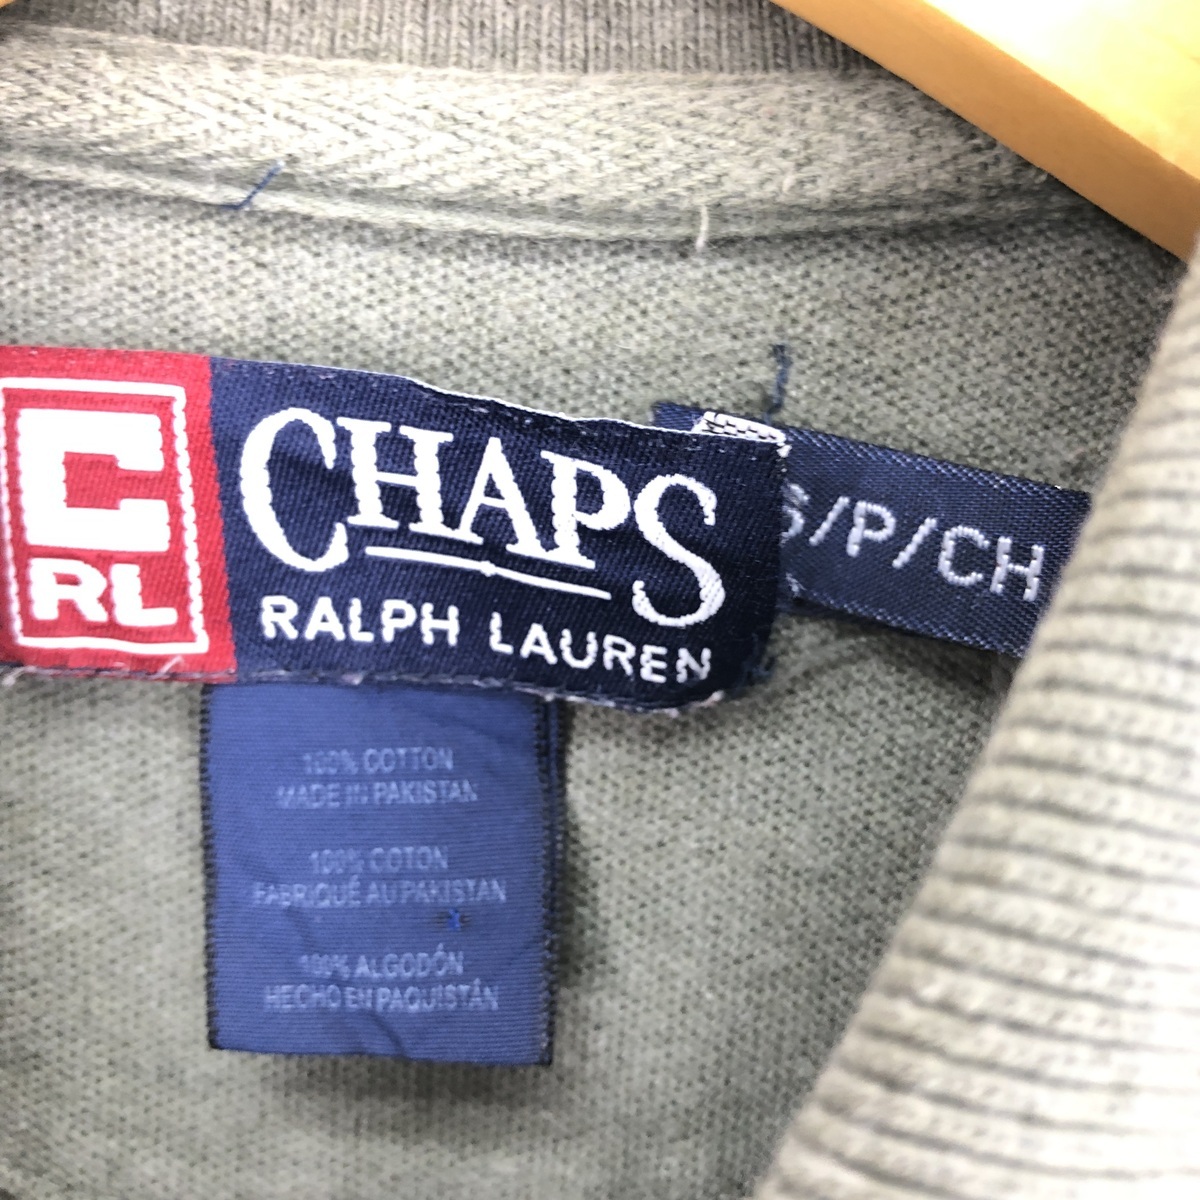 C
RL
CHAPS
RALPH LAUREN
S/P/CH
100% COTTON
MADE IN PAKISTAN
100% COTON
FABRIQUÉ AU PAKISTAN
100% ALGODÓN
HECHO EN PAQUISTÁN